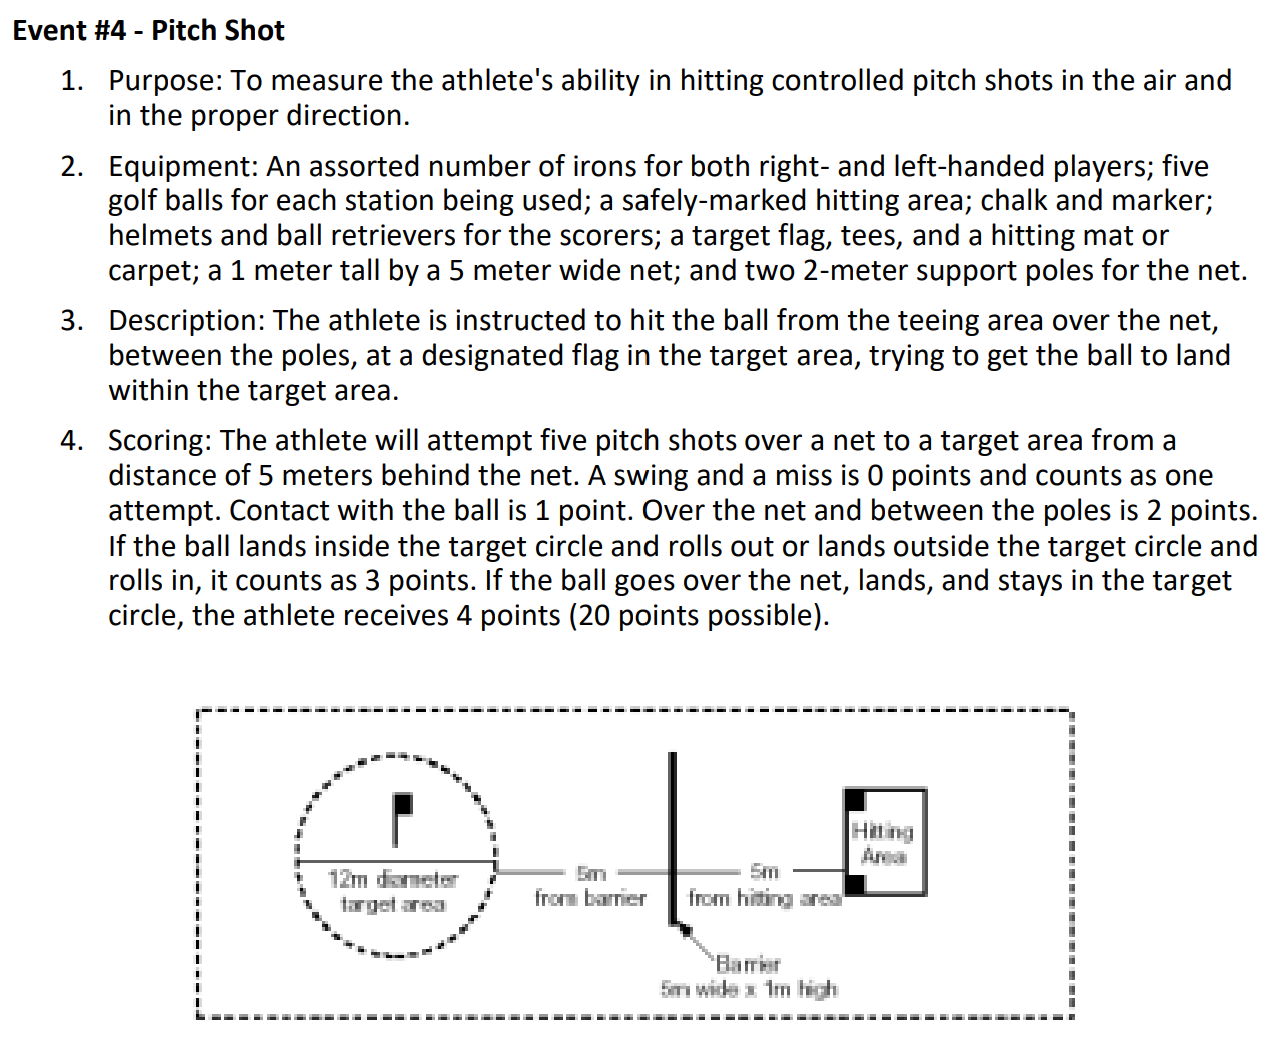 Event #4 - Pitch Shot
1. Purpose: To measure the athlete's ability in hitting controlled pitch shots in the air and
in the proper direction.
2. Equipment: An assorted number of irons for both right- and left-handed players; five
golf balls for each station being used; a safely-marked hitting area; chalk and marker;
helmets and ball retrievers for the scorers; a target flag, tees, and a hitting mat or
carpet; a 1 meter tall by a 5 meter wide net; and two 2-meter support poles for the net.
3. Description: The athlete is instructed to hit the ball from the teeing area over the net,
between the poles, at a designated flag in the target area, trying to get the ball to land
within the target area.
4. Scoring: The athlete will attempt five pitch shots over a net to a target area from a
distance of 5 meters behind the net. A swing and a miss is 0 points and counts as one
attempt. Contact with the ball is 1 point. Over the net and between the poles is 2 points.
If the ball lands inside the target circle and rolls out or lands outside the target circle and
rolls in, it counts as 3 points. If the ball goes over the net, lands, and stays in the target
circle, the athlete receives 4 points (20 points possible).
12m diameter
target area
5m
from barrier
5m
from hitting area
Hitting
Area
Barrier
5m wide x 1m high